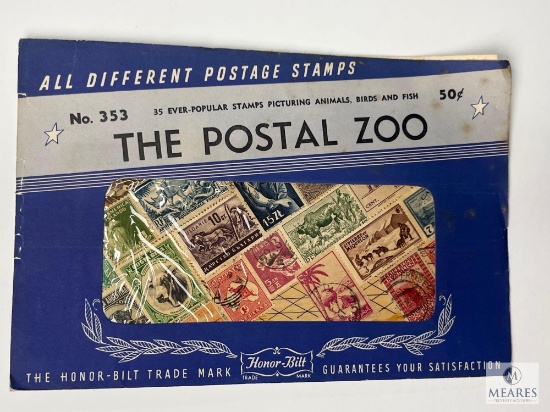 ALL DIFFERENT POSTAGE STAMPS
No. 353 35 EVER-POPULAR STAMPS PICTURING ANIMALS, BIRDS AND FISH 50¢
THE POSTAL ZOO
THE HONOR-BILT TRADE MARK Honor-Bilt GUARANTEES YOUR SATISFACTION
TRADE MARK
M
MEARES